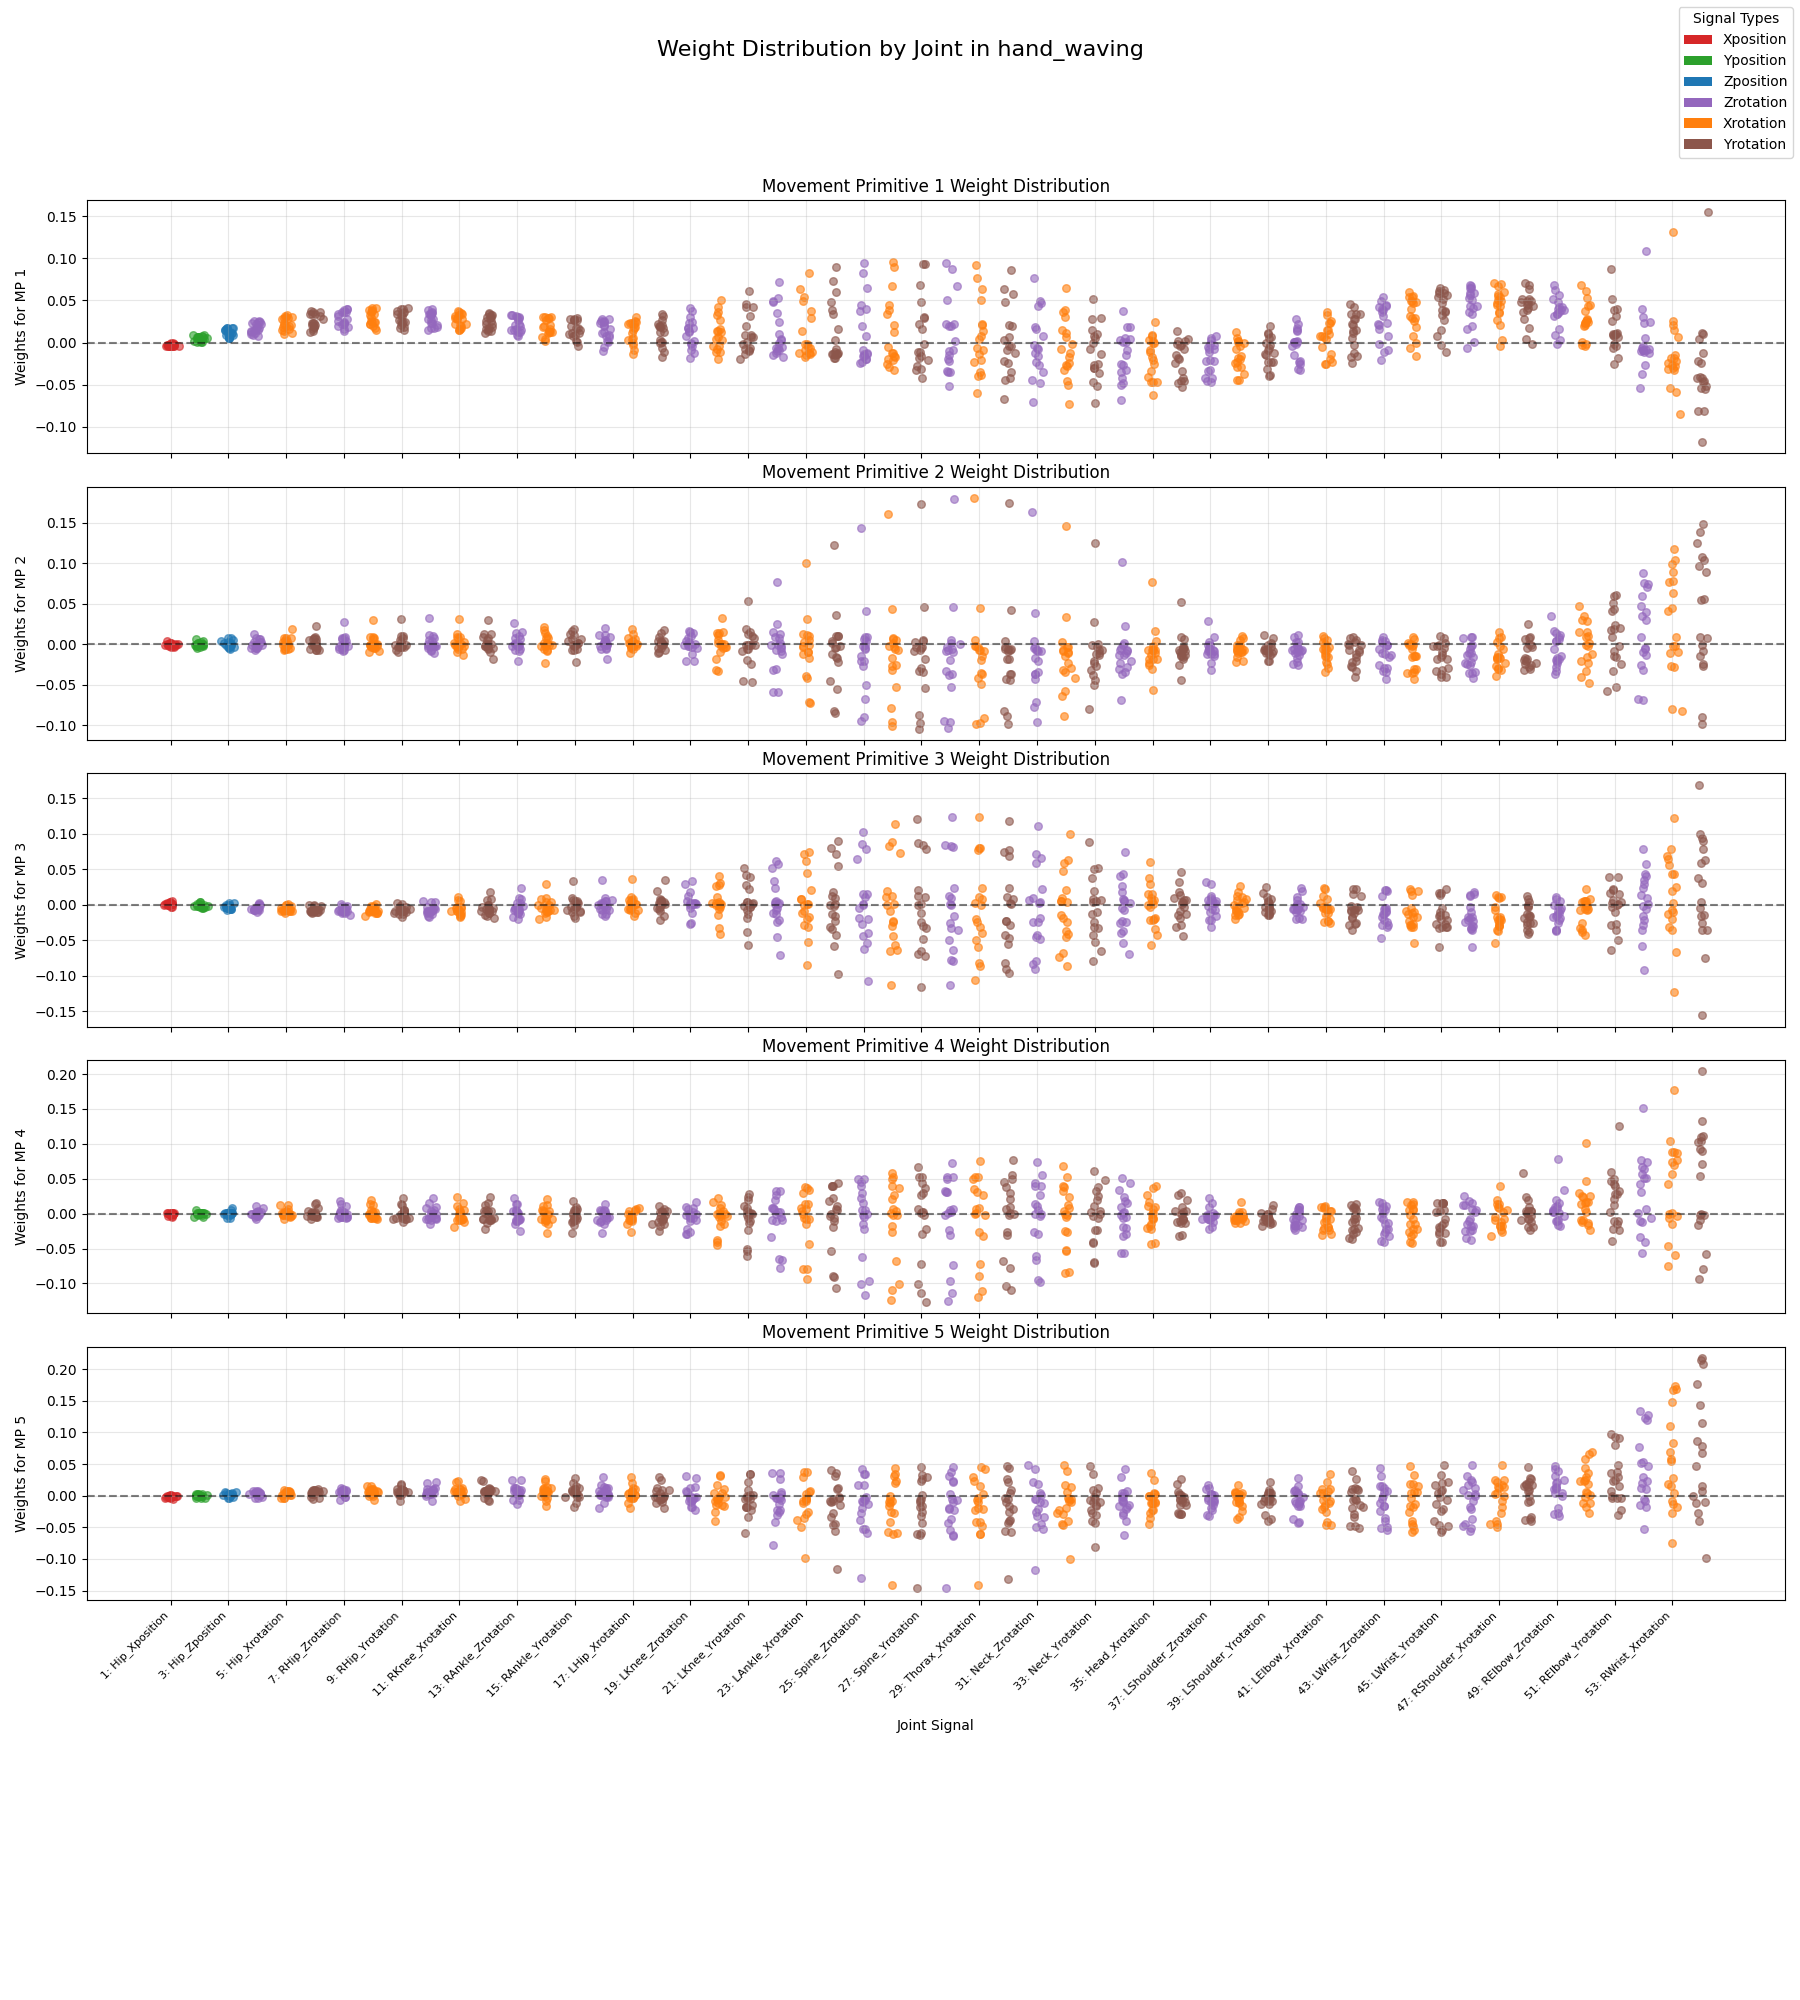 Signal Types
Xposition
Yposition
Zposition
Zrotation
Xrotation
Yrotation
Weight Distribution by Joint in hand_waving
Movement Primitive 1 Weight Distribution
Weights for MP 1
0.15
0.10
0.05
0.00
−0.05
−0.10
Movement Primitive 2 Weight Distribution
Weights for MP 2
0.15
0.10
0.05
0.00
−0.05
−0.10
Movement Primitive 3 Weight Distribution
Weights for MP 3
0.15
0.10
0.05
0.00
−0.05
−0.10
−0.15
Movement Primitive 4 Weight Distribution
Weights for MP 4
0.20
0.15
0.10
0.05
0.00
−0.05
−0.10
Movement Primitive 5 Weight Distribution
Weights for MP 5
0.20
0.15
0.10
0.05
0.00
−0.05
−0.10
−0.15
1: Hip_Xposition
3: Hip_Zposition
5: Hip_Xrotation
7: RHip_Zrotation
9: RHip_Yrotation
11: RKnee_Xrotation
13: RAnkle_Zrotation
15: RAnkle_Yrotation
17: LHip_Xrotation
19: LKnee_Zrotation
21: LKnee_Yrotation
23: LAnkle_Xrotation
25: Spine_Zrotation
27: Spine_Yrotation
29: Thorax_Xrotation
31: Neck_Zrotation
33: Neck_Yrotation
35: Head_Xrotation
37: LShoulder_Zrotation
39: LShoulder_Yrotation
41: LElbow_Xrotation
43: LWrist_Zrotation
45: LWrist_Yrotation
47: RShoulder_Xrotation
49: RElbow_Zrotation
51: RElbow_Yrotation
53: RWrist_Xrotation
Joint Signal